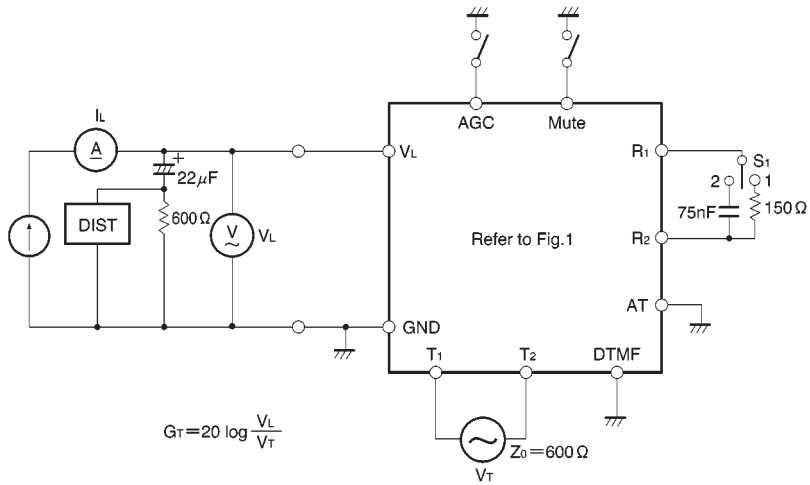 AGC
Mute
IL
A
+
22μF
DIST
600Ω
V
~
VL
VL
R1
S1
2
1
75nF
150Ω
Refer to Fig.1
R2
AT
GND
T1
T2
DTMF
GT=20 log VL/VT
~
Z0=600Ω
VT